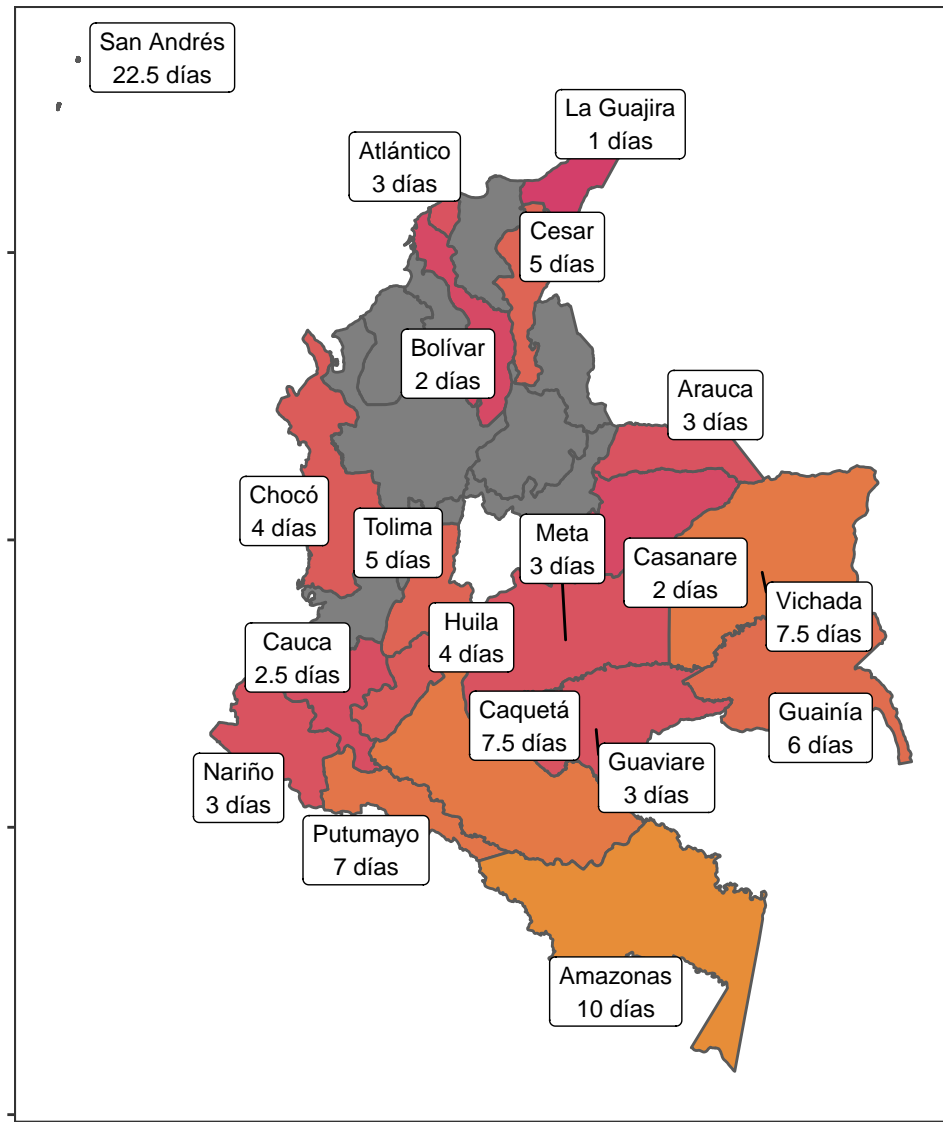 San Andrés
22.5 días
La Guajira
1 días
Atlántico
3 días
Cesar
5 días
Bolívar
2 días
Arauca
3 días
Chocó
4 días
Tolima
5 días
Meta
3 días
Casanare
2 días
Vichada
7.5 días
Huila
4 días
Cauca
2.5 días
Caquetá
7.5 días
Guainía
6 días
Guaviare
3 días
Nariño
3 días
Putumayo
7 días
Amazonas
10 días